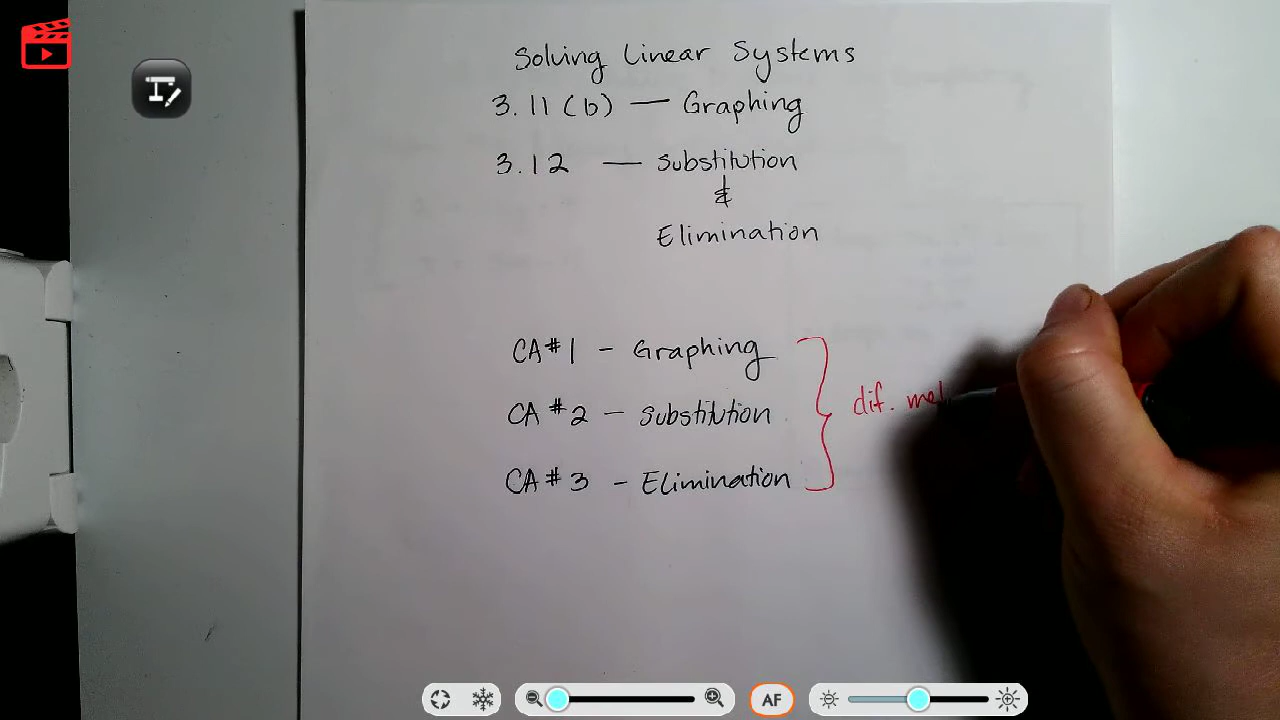 Solving Linear Systems
3.11 (b) — Graphing
3.12 — Substitution
&
Elimination
CA #1 - Graphing
CA #2 - Substitution
CA #3 - Elimination
dif.
AF